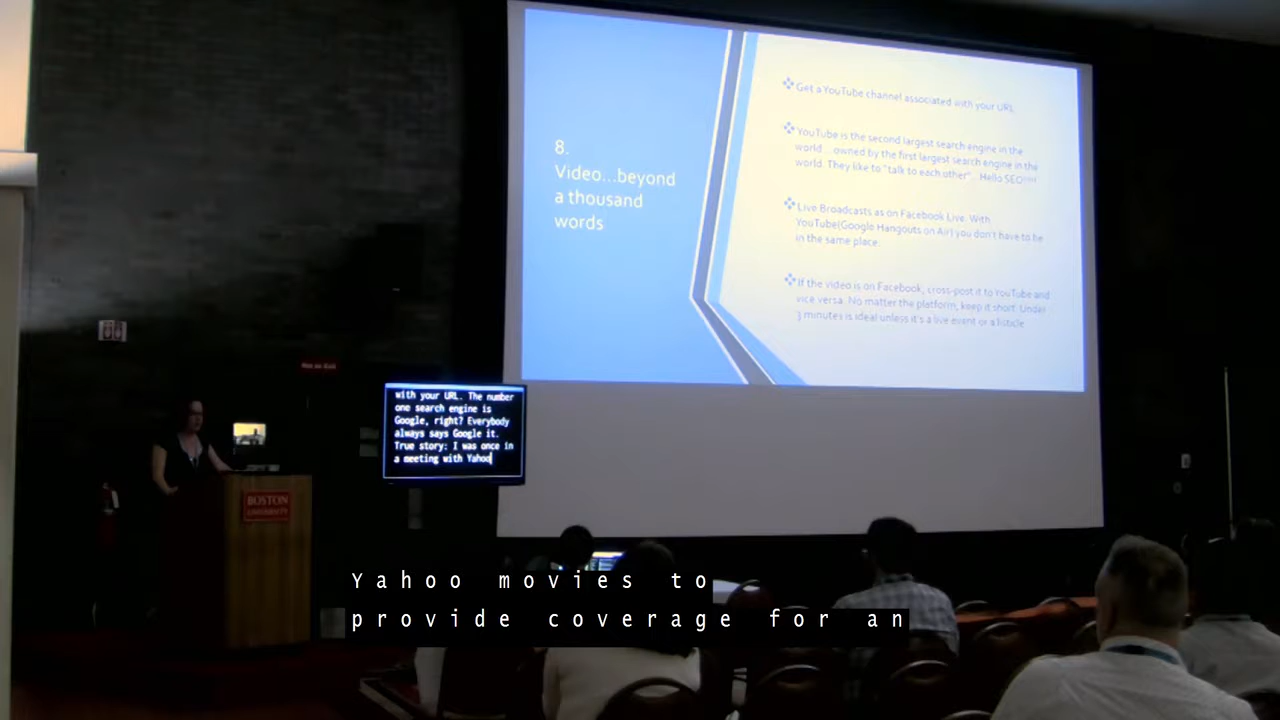 8.
Video...beyond
a thousand
words
Get a YouTube channel associated with your URL
YouTube is the second largest search engine in the
world... owned by the first largest search engine in the
world. They like to "talk to each other"... Hello SEO!!!!!
Live Broadcasts as on Facebook Live. With
YouTube(Google Hangouts on Air) you don't have to be
in the same place.
If the video is on Facebook, cross-post it to YouTube and
vice versa. No matter the platform, keep it short. Under
3 minutes is ideal unless it's a live event or a listicle.
with your URL. The number
one search engine is
Google, right? Everybody
always says Google it.
True story: I was once in
a meeting with Yahoo
BOSTON
UNIVERSITY
Yahoo movies to
provide coverage for an